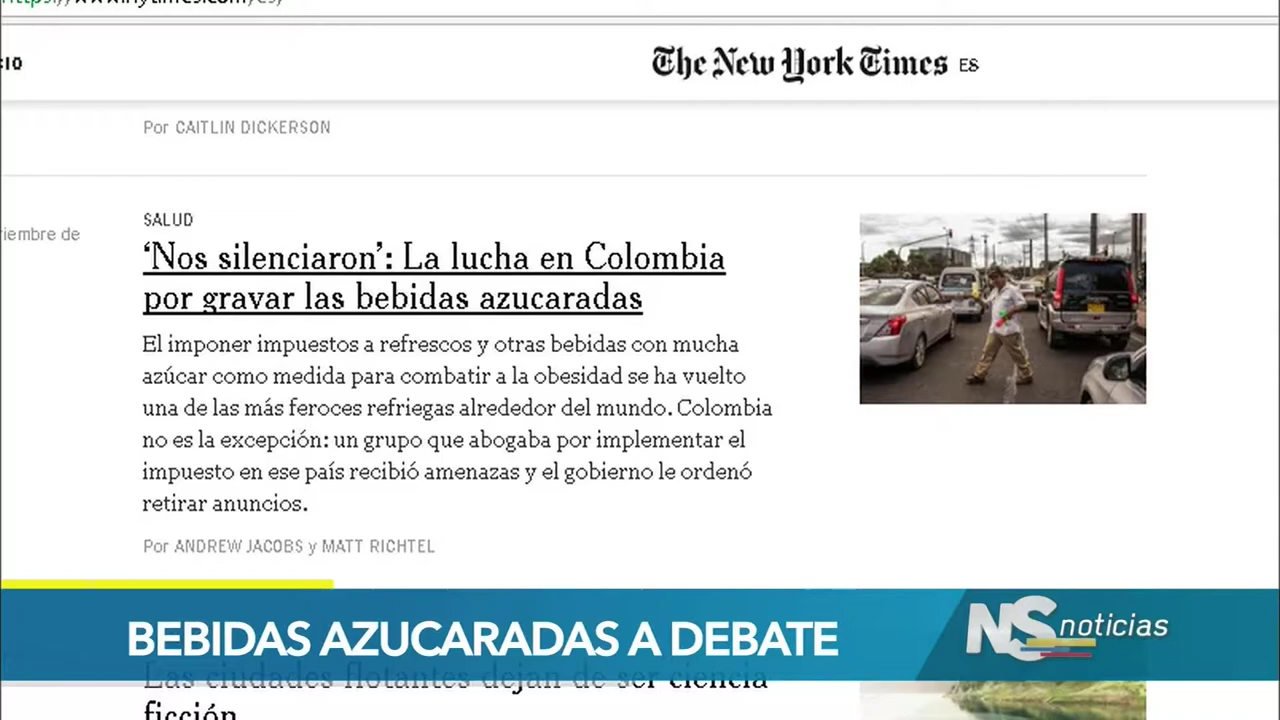 The New York Times ES
Por CAITLIN DICKERSON
SALUD
‘Nos silenciaron’: La lucha en Colombia
por gravar las bebidas azucaradas
El imponer impuestos a refrescos y otras bebidas con mucha
azúcar como medida para combatir a la obesidad se ha vuelto
una de las más feroces refriegas alrededor del mundo. Colombia
no es la excepción: un grupo que abogaba por implementar el
impuesto en ese país recibió amenazas y el gobierno le ordenó
retirar anuncios.
Por ANDREW JACOBS y MATT RICHTEL
BEBIDAS AZUCARADAS A DEBATE
NS noticias
Las ciudades flotantes dejan de ser ciencia
ficción